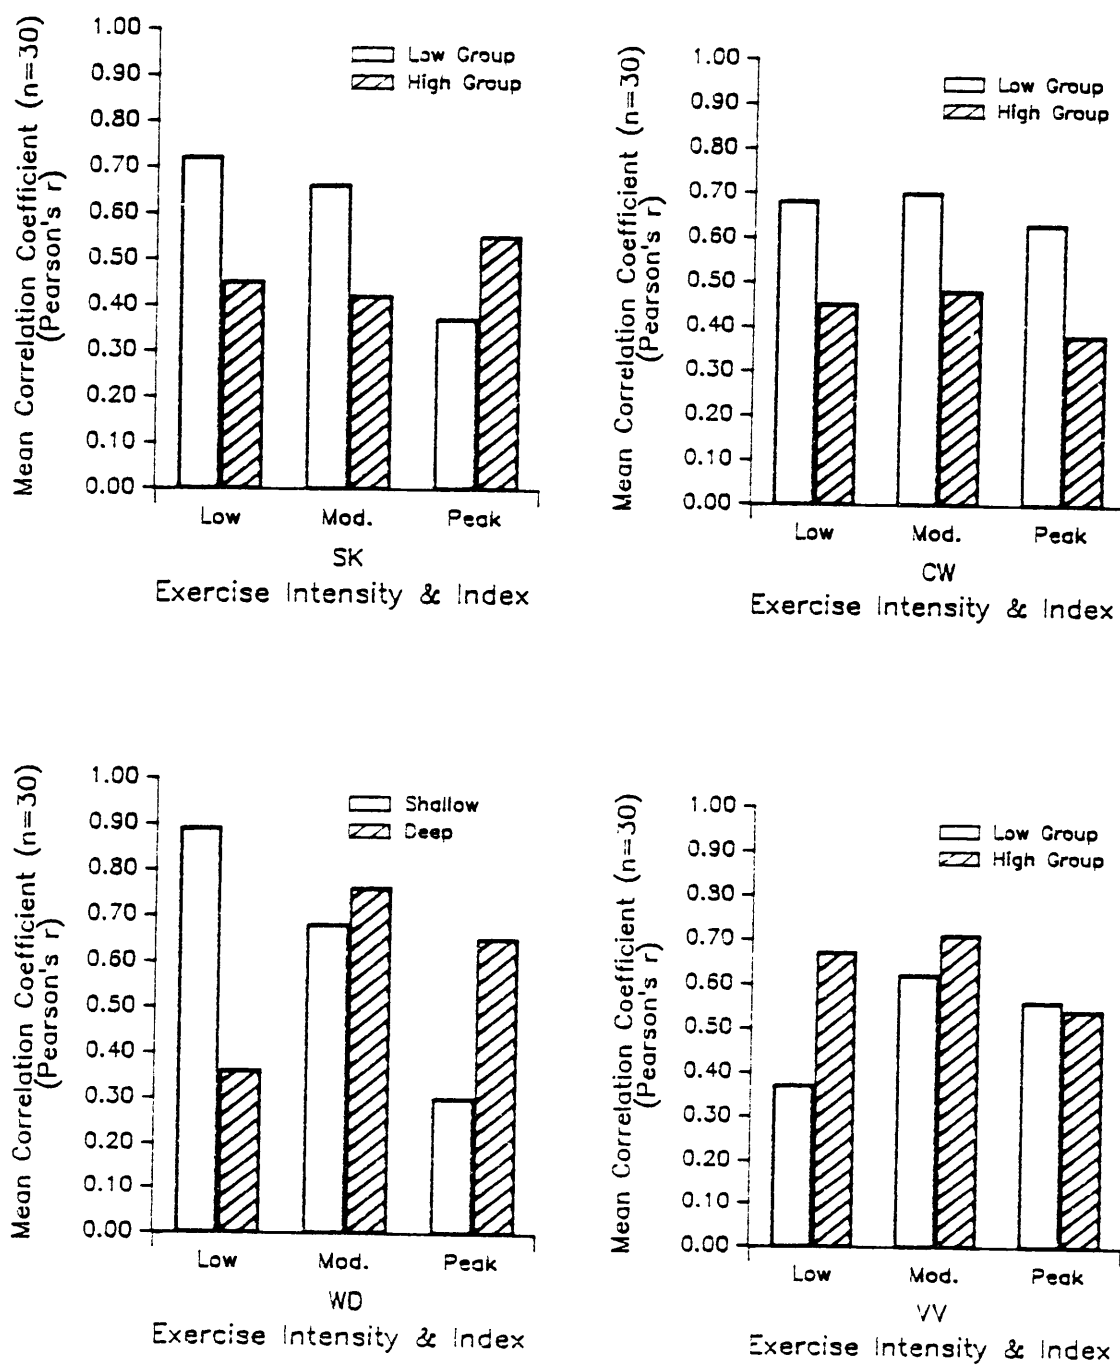 Mean Correlation Coefficient (n=30)
(Pearson's r)
1.00
0.90
0.80
0.70
0.60
0.50
0.40
0.30
0.20
0.10
0.00
Low Group
High Group
Low Mod. Peak
SK
Exercise Intensity & Index
Mean Correlation Coefficient (n=30)
(Pearson's r)
1.00
0.90
0.80
0.70
0.60
0.50
0.40
0.30
0.20
0.10
0.00
Low Group
High Group
Low Mod. Peak
CW
Exercise Intensity & Index
Mean Correlation Coefficient (n=30)
(Pearson's r)
1.00
0.90
0.80
0.70
0.60
0.50
0.40
0.30
0.20
0.10
0.00
Shallow
Deep
Low Mod. Peak
WD
Exercise Intensity & Index
Mean Correlation Coefficient (n=30)
(Pearson's r)
1.00
0.90
0.80
0.70
0.60
0.50
0.40
0.30
0.20
0.10
0.00
Low Group
High Group
Low Mod. Peak
VV
Exercise Intensity & Index